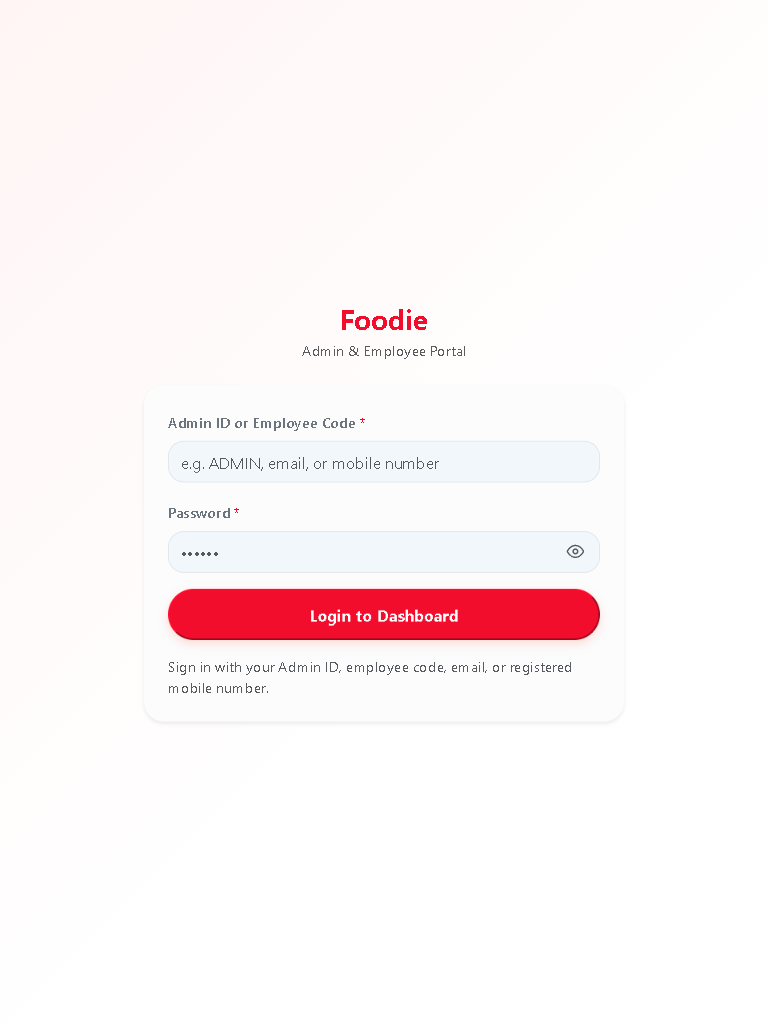 Foodie
Admin & Employee Portal
Admin ID or Employee Code *
e.g. ADMIN, email, or mobile number
Password *
••••••
Login to Dashboard
Sign in with your Admin ID, employee code, email, or registered
mobile number.